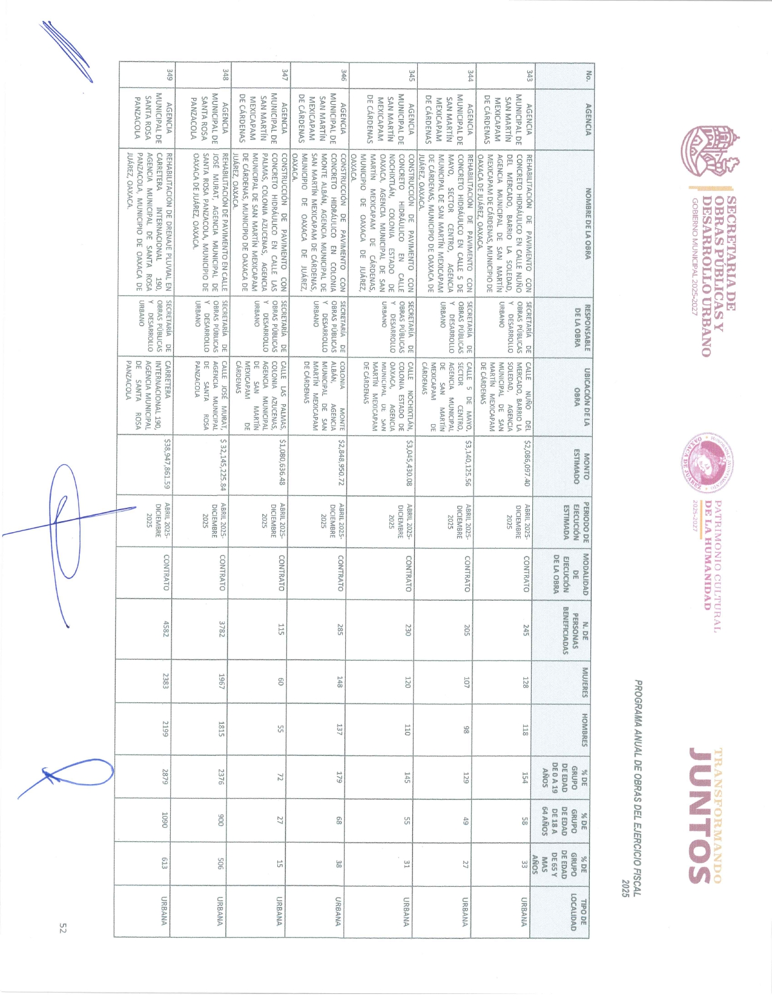 SECRETARIA DE
OBRAS PÚBLICAS Y
DESARROLLO URBANO
GOBIERNO MUNICIPAL 2025-2027
HONORABLE AYUNTAMIENTO
OAXACA DE JUÁREZ
PATRIMONIO CULTURAL
DE LA HUMANIDAD
2025-2027
TRANSFORMANDO
JUNTOS
PROGRAMA ANUAL DE OBRAS DEL EJERCICIO FISCAL
2025
No.
AGENCIA
NOMBRE DE LA OBRA
RESPONSABLE
DE LA OBRA
UBICACIÓN DE LA
OBRA
MONTO
ESTIMADO
PERIODO DE
EJECUCIÓN
ESTIMADA
MODALIDAD
DE
EJECUCIÓN
DE LA OBRA
N. DE
PERSONAS
BENEFICIADAS
MUJERES
HOMBRES
% DE
GRUPO
DE EDAD
DE 0 A 19
AÑOS
% DE
GRUPO
DE EDAD
DE 18 A
64 AÑOS
% DE
GRUPO
DE EDAD
DE 65 Y
MAS
AÑOS
TIPO DE
LOCALIDAD
343
AGENCIA
MUNICIPAL DE
SAN MARTÍN
MEXICAPAM
DE CÁRDENAS
REHABILITACIÓN DE PAVIMENTO CON
CONCRETO HIDRÁULICO EN CALLE NUÑO
DEL MERCADO, BARRIO LA SOLEDAD,
AGENCIA MUNICIPAL DE SAN MARTÍN
MEXICAPAM DE CÁRDENAS, MUNICIPIO DE
OAXACA DE JUÁREZ, OAXACA.
SECRETARÍA DE
OBRAS PÚBLICAS
Y DESARROLLO
URBANO
CALLE NUÑO DEL
MERCADO, BARRIO LA
SOLEDAD, AGENCIA
MUNICIPAL DE SAN
MARTÍN MEXICAPAM
DE CÁRDENAS
$2,086,097.40
ABRIL 2025-
DICIEMBRE
2025
CONTRATO
245
128
118
154
58
33
URBANA
344
AGENCIA
MUNICIPAL DE
SAN MARTÍN
MEXICAPAM
DE CÁRDENAS
REHABILITACIÓN DE PAVIMENTO CON
CONCRETO HIDRÁULICO EN CALLE 5 DE
MAYO, SECTOR CENTRO, AGENCIA
MUNICIPAL DE SAN MARTÍN MEXICAPAM
DE CÁRDENAS, MUNICIPIO DE OAXACA DE
JUÁREZ, OAXACA.
SECRETARÍA DE
OBRAS PÚBLICAS
Y DESARROLLO
URBANO
CALLE 5 DE MAYO,
SECTOR CENTRO,
AGENCIA MUNICIPAL
DE SAN MARTÍN
MEXICAPAM DE
CÁRDENAS
$3,140,125.56
ABRIL 2025-
DICIEMBRE
2025
CONTRATO
205
107
98
129
49
27
URBANA
345
AGENCIA
MUNICIPAL DE
SAN MARTÍN
MEXICAPAM
DE CÁRDENAS
CONSTRUCCIÓN DE PAVIMENTO CON
CONCRETO HIDRÁULICO EN CALLE
NOCHIXTLÁN, COLONIA ESTADO DE
OAXACA, AGENCIA MUNICIPAL DE SAN
MARTÍN MEXICAPAM DE CÁRDENAS,
MUNICIPIO DE OAXACA DE JUÁREZ,
OAXACA.
SECRETARÍA DE
OBRAS PÚBLICAS
Y DESARROLLO
URBANO
CALLE NOCHIXTLÁN,
COLONIA ESTADO DE
OAXACA, AGENCIA
MUNICIPAL DE SAN
MARTÍN MEXICAPAM
DE CÁRDENAS
$3,045,430.08
ABRIL 2025-
DICIEMBRE
2025
CONTRATO
230
120
110
145
55
31
URBANA
346
AGENCIA
MUNICIPAL DE
SAN MARTÍN
MEXICAPAM
DE CÁRDENAS
CONSTRUCCIÓN DE PAVIMENTO CON
CONCRETO HIDRÁULICO EN COLONIA
MONTE ALBÁN, AGENCIA MUNICIPAL DE
SAN MARTÍN MEXICAPAM DE CÁRDENAS,
MUNICIPIO DE OAXACA DE JUÁREZ,
OAXACA.
SECRETARÍA DE
OBRAS PÚBLICAS
Y DESARROLLO
URBANO
COLONIA MONTE
ALBÁN, AGENCIA
MUNICIPAL DE SAN
MARTÍN MEXICAPAM
DE CÁRDENAS
$2,848,950.72
ABRIL 2025-
DICIEMBRE
2025
CONTRATO
285
148
137
179
68
38
URBANA
347
AGENCIA
MUNICIPAL DE
SAN MARTÍN
MEXICAPAM
DE CÁRDENAS
CONSTRUCCIÓN DE PAVIMENTO CON
CONCRETO HIDRÁULICO EN CALLE LAS
PALMAS, COLONIA AZUCENAS, AGENCIA
MUNICIPAL DE SAN MARTÍN MEXICAPAM
DE CÁRDENAS, MUNICIPIO DE OAXACA DE
JUÁREZ, OAXACA.
SECRETARÍA DE
OBRAS PÚBLICAS
Y DESARROLLO
URBANO
CALLE LAS PALMAS,
COLONIA AZUCENAS,
AGENCIA MUNICIPAL
DE SAN MARTÍN
MEXICAPAM DE
CÁRDENAS
$1,080,636.48
ABRIL 2025-
DICIEMBRE
2025
CONTRATO
115
60
55
72
27
15
URBANA
348
AGENCIA
MUNICIPAL DE
SANTA ROSA
PANZACOLA
REHABILITACIÓN DE PAVIMENTO EN CALLE
JOSÉ MURAT, AGENCIA MUNICIPAL DE
SANTA ROSA PANZACOLA, MUNICIPIO DE
OAXACA DE JUÁREZ, OAXACA.
SECRETARÍA DE
OBRAS PÚBLICAS
Y DESARROLLO
URBANO
CALLE JOSÉ MURAT,
AGENCIA MUNICIPAL
DE SANTA ROSA
PANZACOLA
$ 32,145,225.84
ABRIL 2025-
DICIEMBRE
2025
CONTRATO
3782
1967
1815
2376
900
506
URBANA
349
AGENCIA
MUNICIPAL DE
SANTA ROSA
PANZACOLA
REHABILITACIÓN DE DRENAJE PLUVIAL EN
CARRETERA INTERNACIONAL 190,
AGENCIA MUNICIPAL DE SANTA ROSA
PANZACOLA, MUNICIPIO DE OAXACA DE
JUÁREZ, OAXACA.
SECRETARÍA DE
OBRAS PÚBLICAS
Y DESARROLLO
URBANO
CARRETERA
INTERNACIONAL 190,
AGENCIA MUNICIPAL
DE SANTA ROSA
PANZACOLA
$38,947,861.59
ABRIL 2025-
DICIEMBRE
2025
CONTRATO
4582
2383
2199
2879
1090
613
URBANA
52